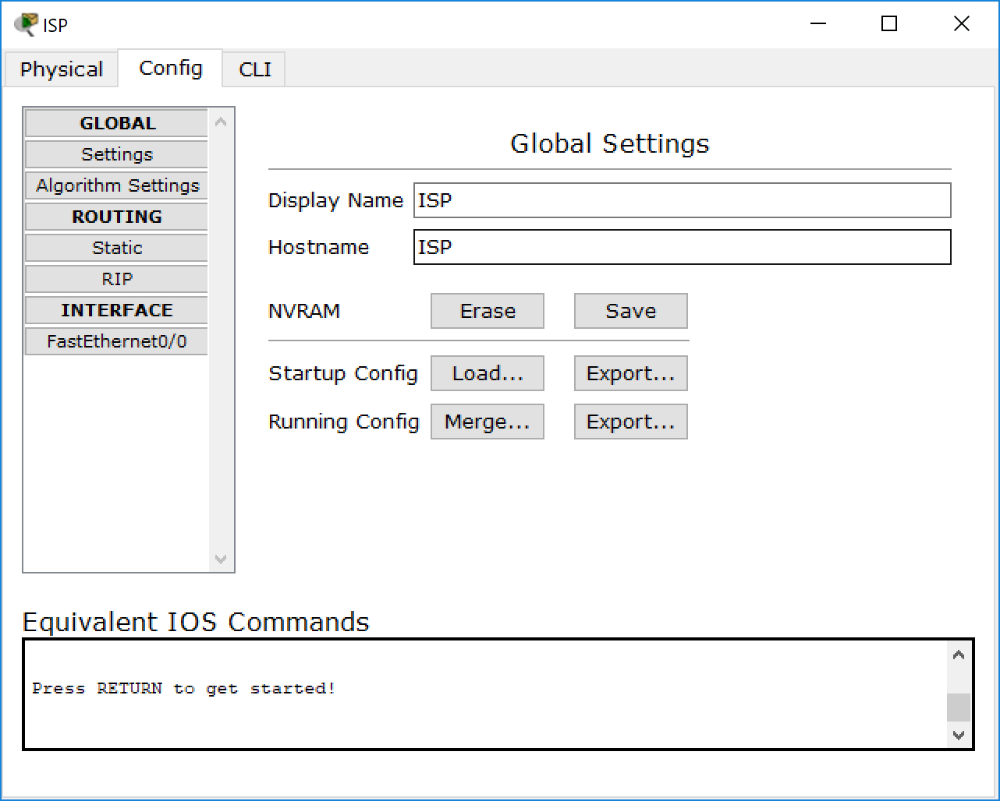 ISP
Physical Config CLI
GLOBAL
Settings
Algorithm Settings
ROUTING
Static
RIP
INTERFACE
FastEthernet0/0
Global Settings
Display Name ISP
Hostname ISP
NVRAM Erase Save
Startup Config Load... Export...
Running Config Merge... Export...
Equivalent IOS Commands
Press RETURN to get started!